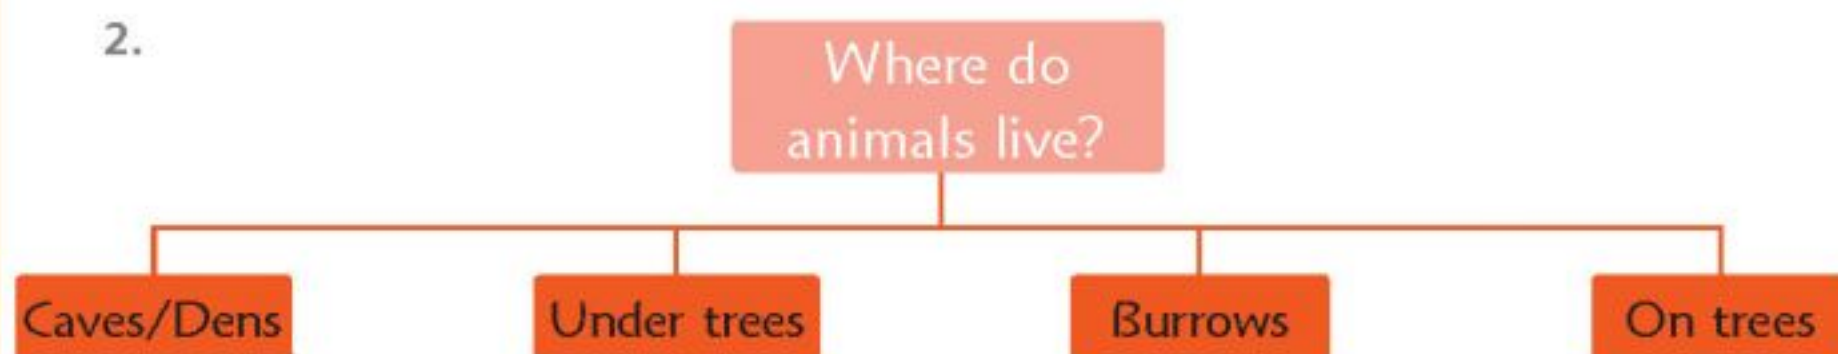 2.
Where do
animals live?
Caves/Dens
Under trees
Burrows
On trees